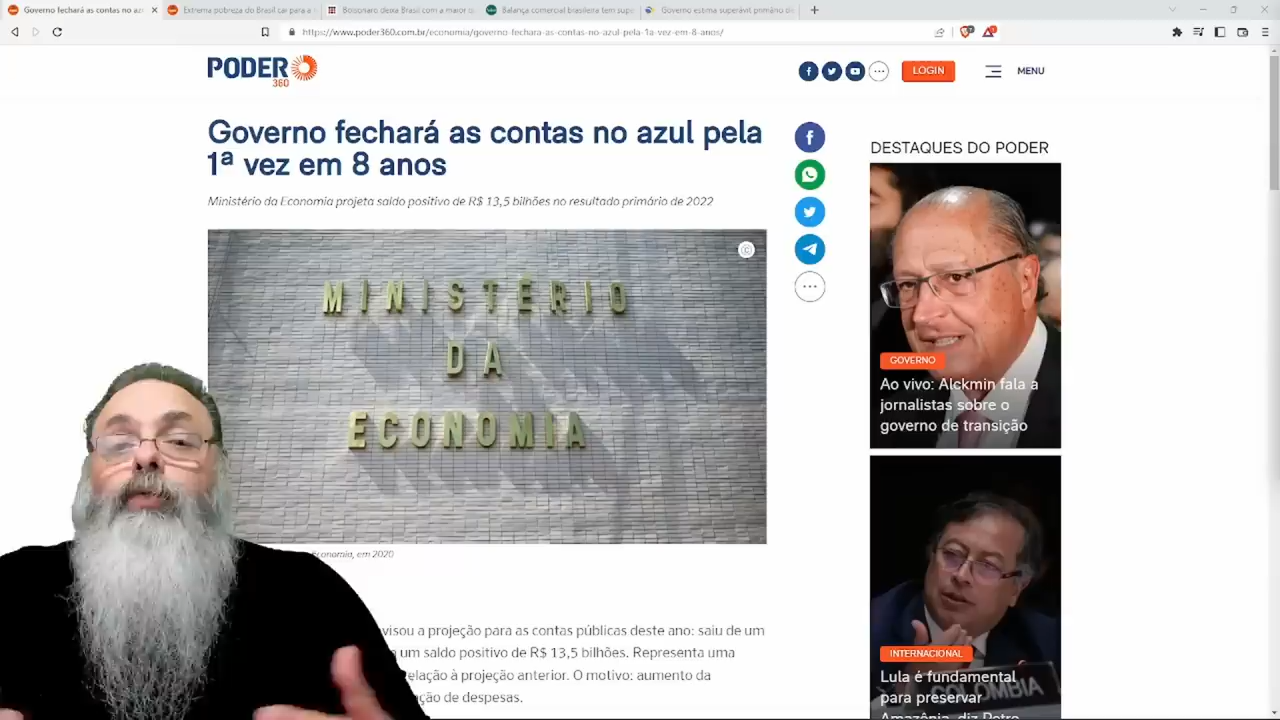 Governo fechará as contas no az
Extrema pobreza do Brasil cai para a
Bolsonaro deixa Brasil com a maior
Balança comercial brasileira tem sup
Governo estima superávit primário de
https://www.poder360.com.br/economia/governo-fechara-as-contas-no-azul-pela-1a-vez-em-8-anos/
PODER
360
LOGIN
MENU
Governo fechará as contas no azul pela
1ª vez em 8 anos
Ministério da Economia projeta saldo positivo de R$ 13,5 bilhões no resultado primário de 2022
MINISTÉRIO
DA
ECONOMIA
Economia, em 2020
visou a projeção para as contas públicas deste ano: saiu de um
um saldo positivo de R$ 13,5 bilhões. Representa uma
elação à projeção anterior. O motivo: aumento da
ção de despesas.
DESTAQUES DO PODER
GOVERNO
Ao vivo: Alckmin fala a
jornalistas sobre o
governo de transição
INTERNACIONAL
Lula é fundamental
para preservar
Amazônia, diz Petro